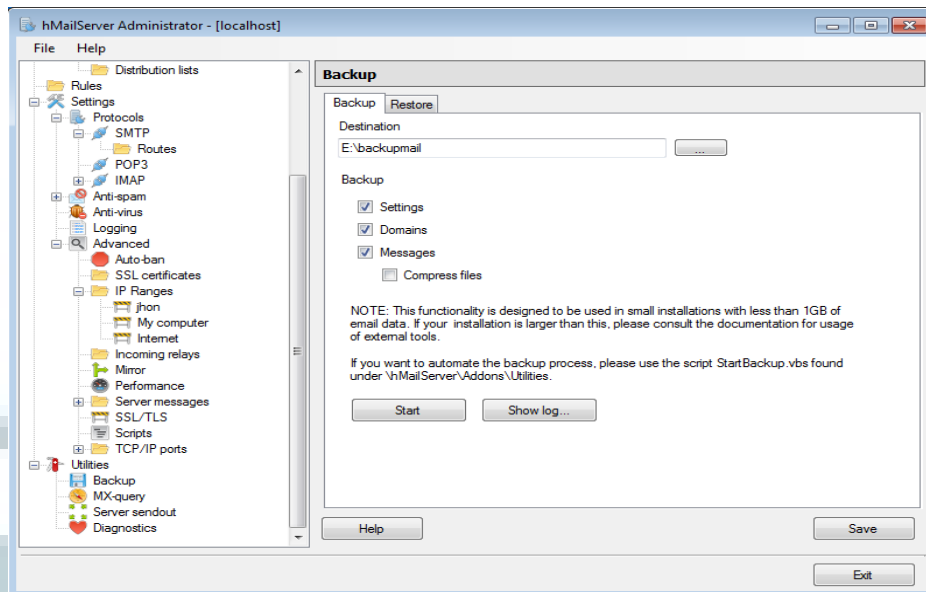 hMailServer Administrator - [localhost]
File Help
Distribution lists
Rules
Settings
Protocols
SMTP
Routes
POP3
IMAP
Anti-spam
Anti-virus
Logging
Advanced
Auto-ban
SSL certificates
IP Ranges
jhon
My computer
Internet
Incoming relays
Mirror
Performance
Server messages
SSL/TLS
Scripts
TCP/IP ports
Utilities
Backup
MX-query
Server sendout
Diagnostics
Backup
Backup Restore
Destination
E:\backupmail
...
Backup
Settings
Domains
Messages
Compress files
NOTE: This functionality is designed to be used in small installations with less than 1GB of
email data. If your installation is larger than this, please consult the documentation for usage
of external tools.
If you want to automate the backup process, please use the script StartBackup.vbs found
under \hMailServer\Addons\Utilities.
Start Show log...
Help Save
Exit